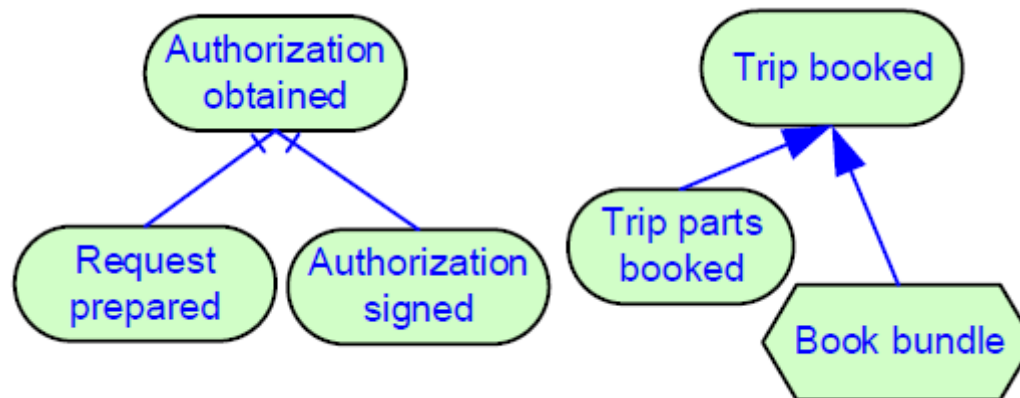 Authorization
obtained
Trip booked
Request
prepared
Authorization
signed
Trip parts
booked
Book bundle